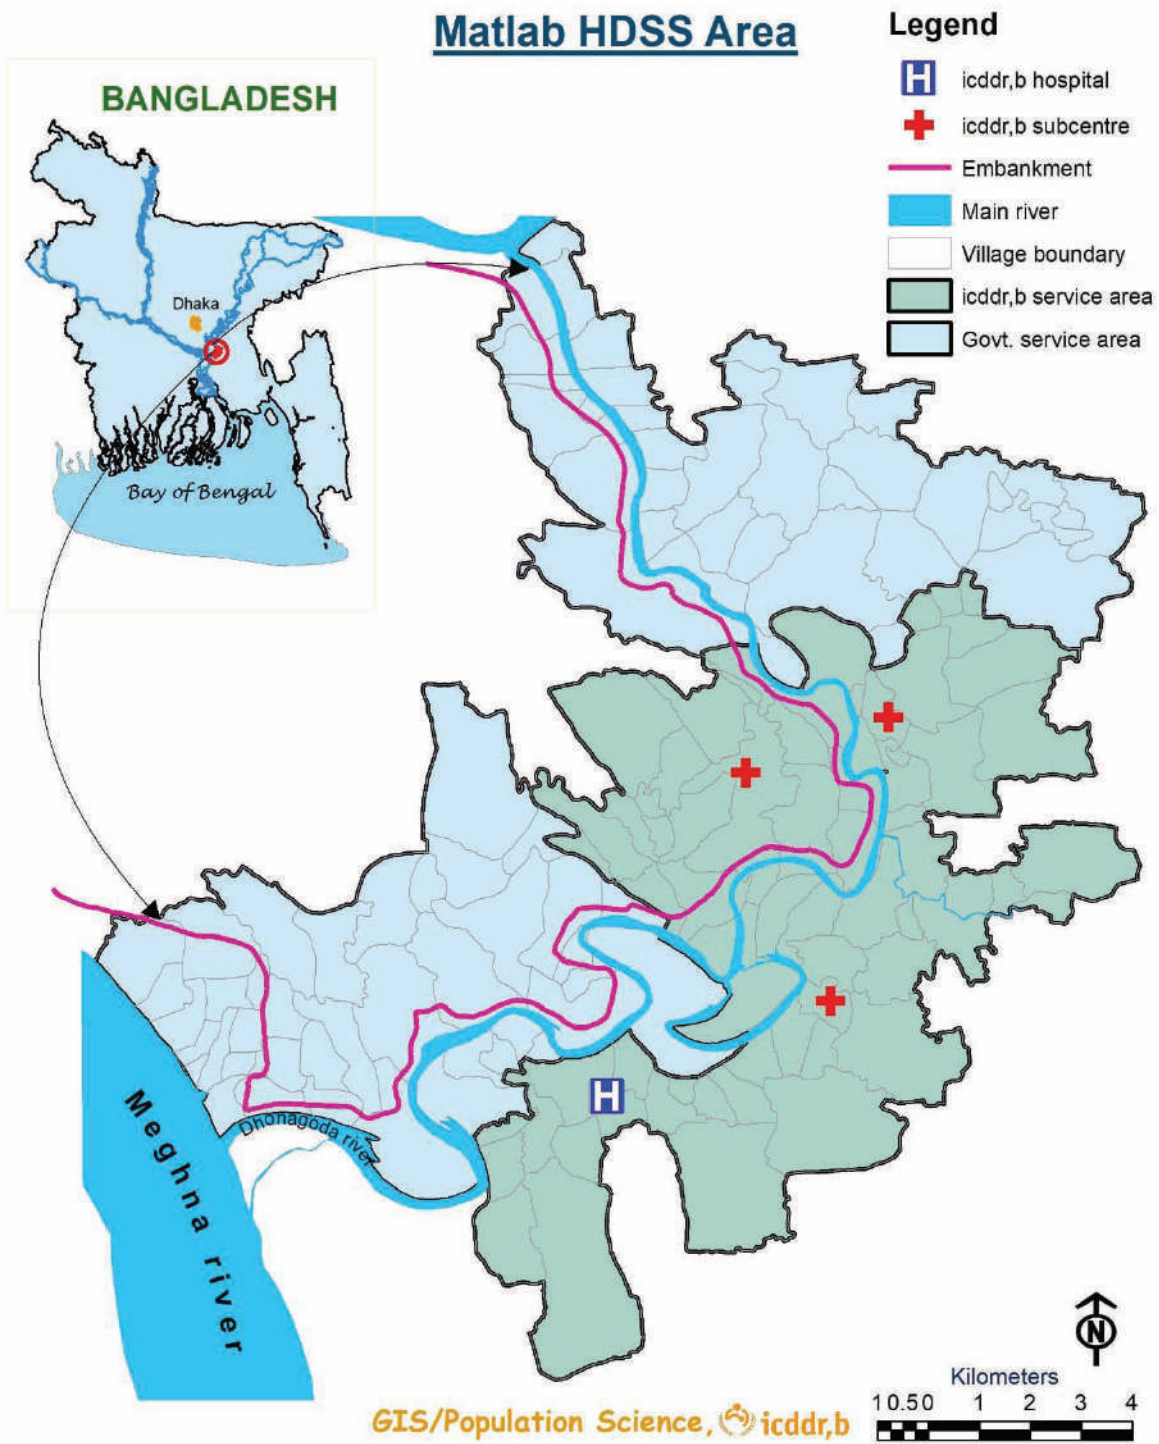 Matlab HDSS Area
Legend
icddr,b hospital
icddr,b subcentre
Embankment
Main river
Village boundary
icddr,b service area
Govt. service area
BANGLADESH
Dhaka
Bay of Bengal
H
Dhonagoda river
Meghna river
N
Kilometers
1 0.5 0 1 2 3 4
GIS/Population Science, icddr,b